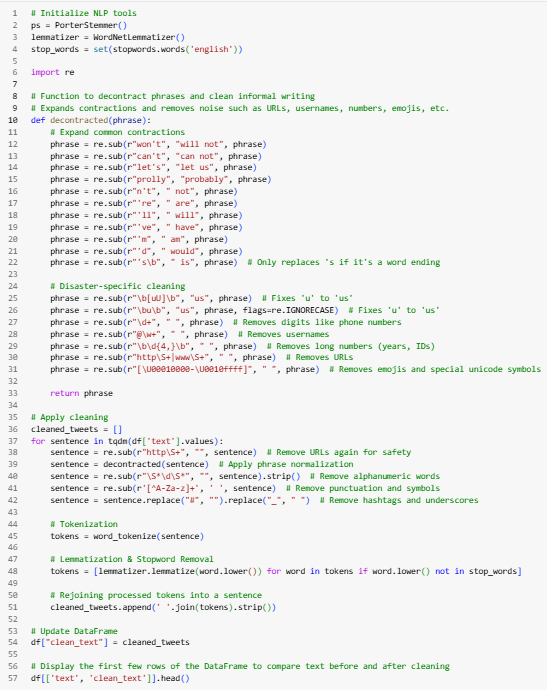 1 # Initialize NLP tools
2 ps = PorterStemmer()
3 lemmatizer = WordNetLemmatizer()
4 stop_words = set(stopwords.words('english'))
5
6 import re
7
8 # Function to decontract phrases and clean informal writing
9 # Expands contractions and removes noise such as URLs, usernames, numbers, emojis, etc.
10 def decontracted(phrase):
11 # Expand common contractions
12 phrase = re.sub(r"won't", "will not", phrase)
13 phrase = re.sub(r"can't", "can not", phrase)
14 phrase = re.sub(r"let's", "let us", phrase)
15 phrase = re.sub(r"prolly", "probably", phrase)
16 phrase = re.sub(r"n't", " not", phrase)
17 phrase = re.sub(r"'re", " are", phrase)
18 phrase = re.sub(r"'ll", " will", phrase)
19 phrase = re.sub(r"'ve", " have", phrase)
20 phrase = re.sub(r"'m", " am", phrase)
21 phrase = re.sub(r"'d", " would", phrase)
22 phrase = re.sub(r"'s\b", " is", phrase) # Only replaces 's if it's a word ending
23
24 # Disaster-specific cleaning
25 phrase = re.sub(r"\b[uU]\b", "us", phrase) # Fixes 'u' to 'us'
26 phrase = re.sub(r"\bu\b", "us", phrase, flags=re.IGNORECASE) # Fixes 'u' to 'us'
27 phrase = re.sub(r"\d+", " ", phrase) # Removes digits like phone numbers
28 phrase = re.sub(r"@\w+", " ", phrase) # Removes usernames
29 phrase = re.sub(r"\b\d{4,}\b", " ", phrase) # Removes long numbers (years, IDs)
30 phrase = re.sub(r"http\S+|www\S+", " ", phrase) # Removes URLs
31 phrase = re.sub(r"[\U00010000-\U0010ffff]", " ", phrase) # Removes emojis and special unicode symbols
32
33 return phrase
34
35 # Apply cleaning
36 cleaned_tweets = []
37 for sentence in tqdm(df['text'].values):
38 sentence = re.sub(r"http\S+", "", sentence) # Remove URLs again for safety
39 sentence = decontracted(sentence) # Apply phrase normalization
40 sentence = re.sub(r"\S*\d\S*", "", sentence).strip() # Remove alphanumeric words
41 sentence = re.sub(r'[^A-Za-z]+', ' ', sentence) # Remove punctuation and symbols
42 sentence = sentence.replace("#", "").replace("_", " ") # Remove hashtags and underscores
43
44 # Tokenization
45 tokens = word_tokenize(sentence)
46
47 # Lemmatization & Stopword Removal
48 tokens = [lemmatizer.lemmatize(word.lower()) for word in tokens if word.lower() not in stop_words]
49
50 # Rejoining processed tokens into a sentence
51 cleaned_tweets.append(' '.join(tokens).strip())
52
53 # Update DataFrame
54 df["clean_text"] = cleaned_tweets
55
56 # Display the first few rows of the DataFrame to compare text before and after cleaning
57 df[['text', 'clean_text']].head()